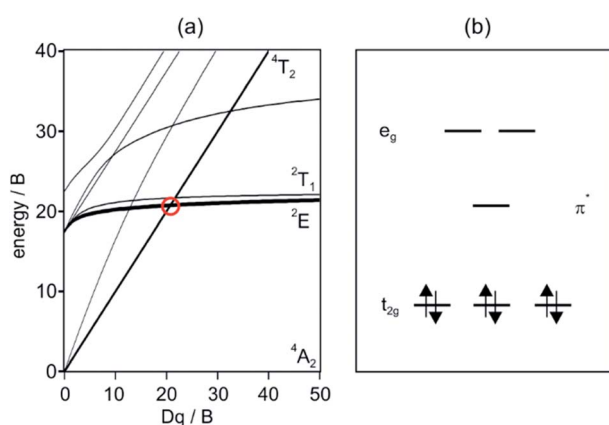 (a)
(b)
energy / B
40
30
20
10
0
⁴T₂
²T₁
²E
⁴A₂
0 10 20 30 40 50
Dq / B
e_g
π*
t_2g